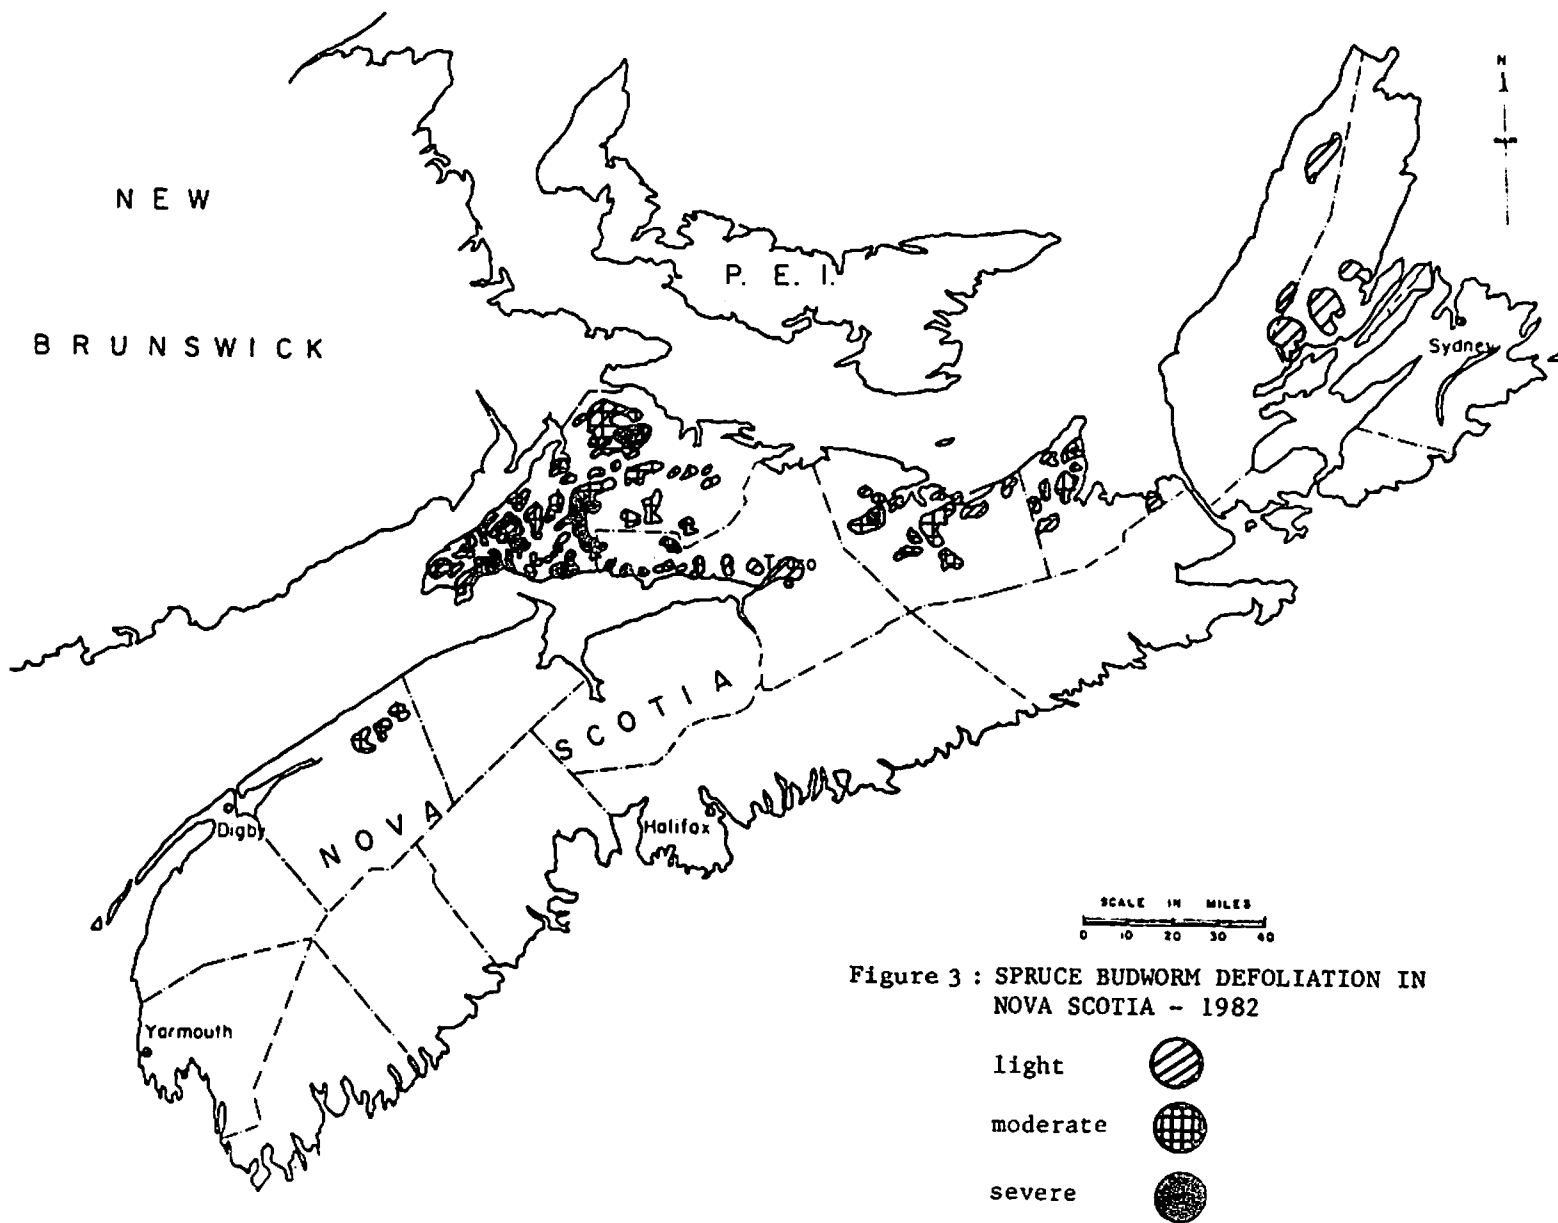 N
NEW
P. E. I.
BRUNSWICK
Sydney
Truro
SCOTIA
NOVA
Digby
Halifax
Yarmouth
SCALE IN MILES
0 10 20 30 40
Figure 3 : SPRUCE BUDWORM DEFOLIATION IN
NOVA SCOTIA - 1982
light
moderate
severe